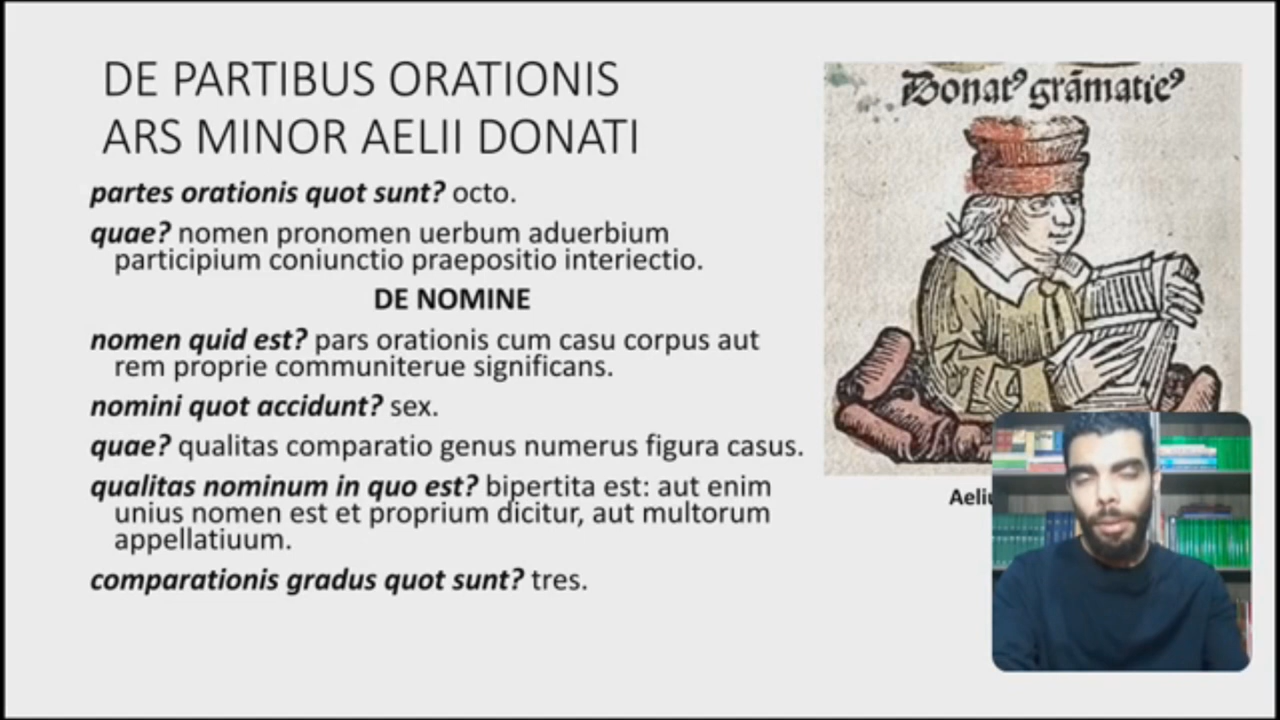 DE PARTIBUS ORATIONIS
ARS MINOR AELII DONATI
partes orationis quot sunt? octo.
quae? nomen pronomen uerbum aduerbium
participium coniunctio praepositio interiectio.
DE NOMINE
nomen quid est? pars orationis cum casu corpus aut
rem proprie communiterue significans.
nomini quot accidunt? sex.
quae? qualitas comparatio genus numerus figura casus.
qualitas nominum in quo est? bipertita est: aut enim
unius nomen est et proprium dicitur, aut multorum
appellatiuum.
comparationis gradus quot sunt? tres.
Donatꝰ grãmaticꝰ